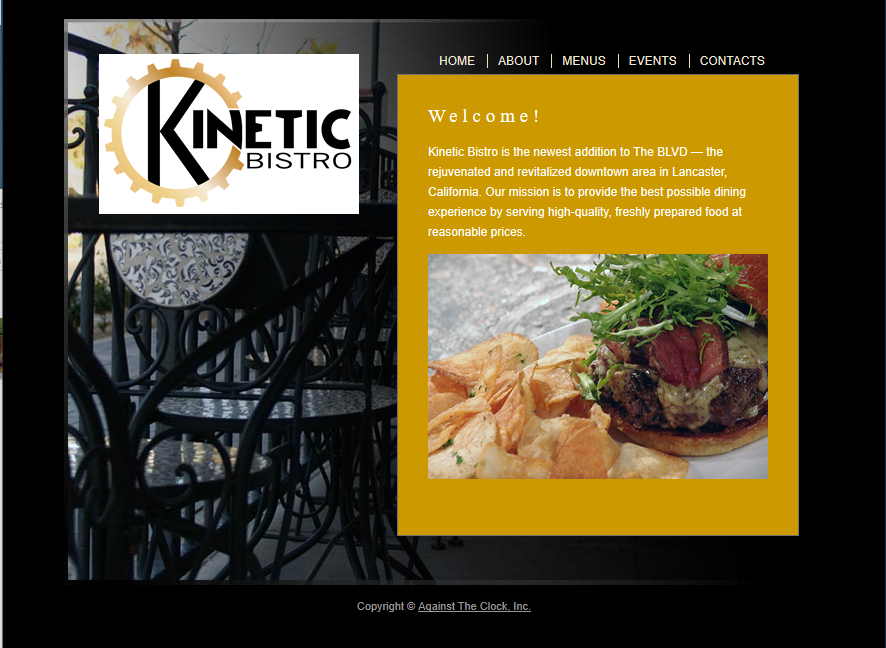 KINETIC
BISTRO
HOME ABOUT MENUS EVENTS CONTACTS
Welcome!
Kinetic Bistro is the newest addition to The BLVD — the
rejuvenated and revitalized downtown area in Lancaster,
California. Our mission is to provide the best possible dining
experience by serving high-quality, freshly prepared food at
reasonable prices.
Copyright © Against The Clock, Inc.